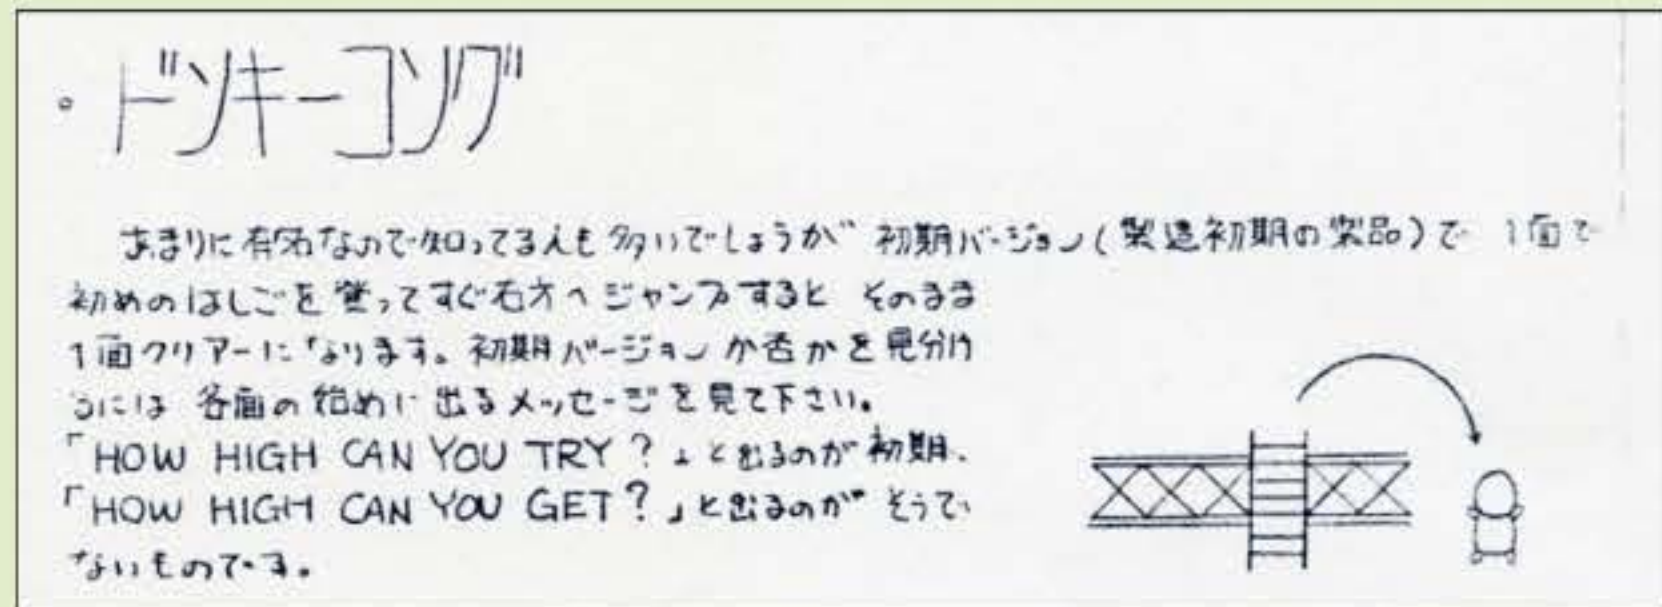 。ドンキーコング
あまりに有名なので知ってる人も多いでしょうが 初期バージョン(製造初期の製品)で 1面で
初めのはしごを登ってすぐ右方へジャンプすると そのまま
1面クリアーになります。初期バージョンか否かを見分け
るには 各面の始めに出るメッセージを見て下さい。
「HOW HIGH CAN YOU TRY?」と出るのが初期、
「HOW HIGH CAN YOU GET?」と出るのが そうで
ないものです。